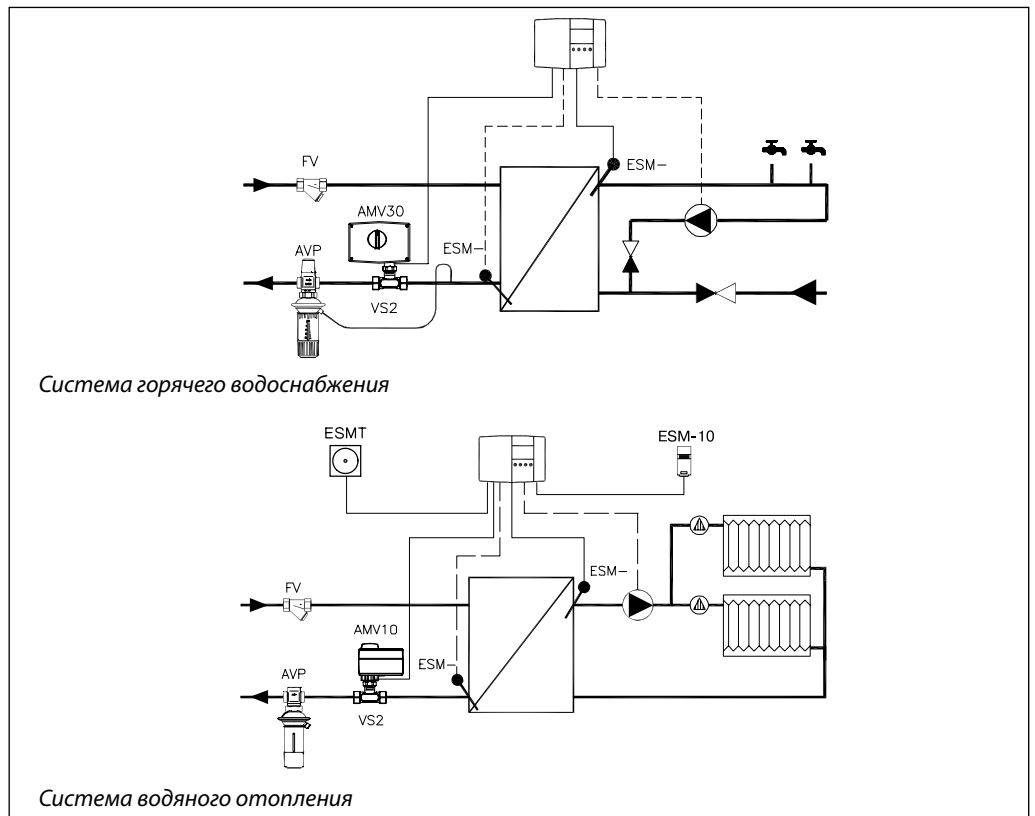 FV
AMV30
ESM-
ESM-
AVP
VS2
Система горячего водоснабжения
ESMT
ESM-10
ESM-
FV
AMV10
ESM-
AVP
VS2
Система водяного отопления